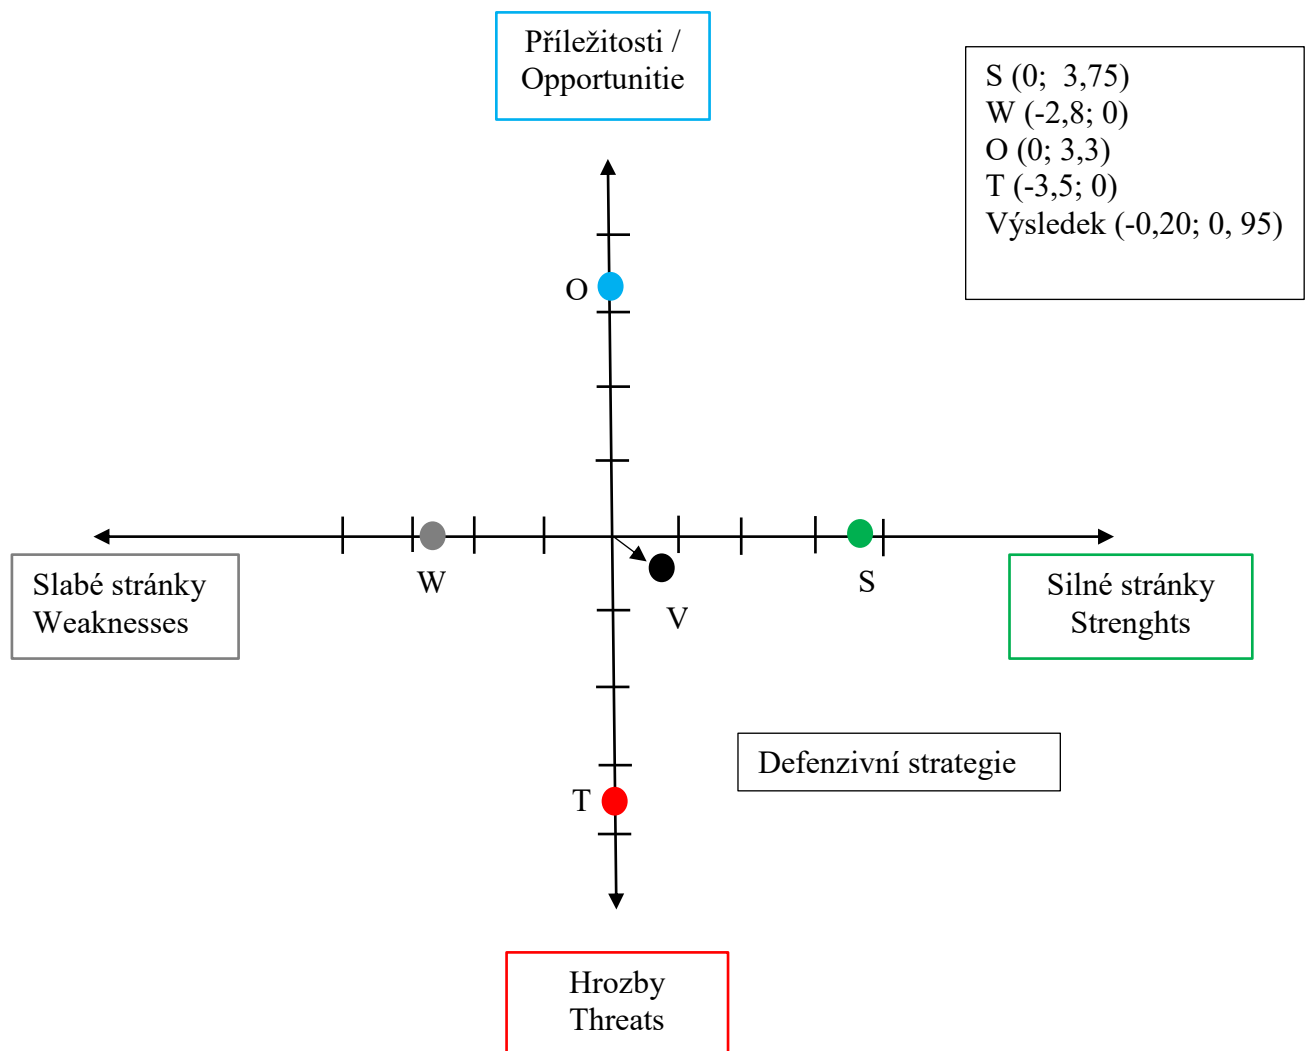 Příležitosti /
Opportunitie
S (0;  3,75)
W (-2,8; 0)
O (0; 3,3)
T (-3,5; 0)
Výsledek (-0,20; 0, 95)
O
W
S
V
Slabé stránky
Weaknesses
Silné stránky
Strenghts
Defenzivní strategie
T
Hrozby
Threats